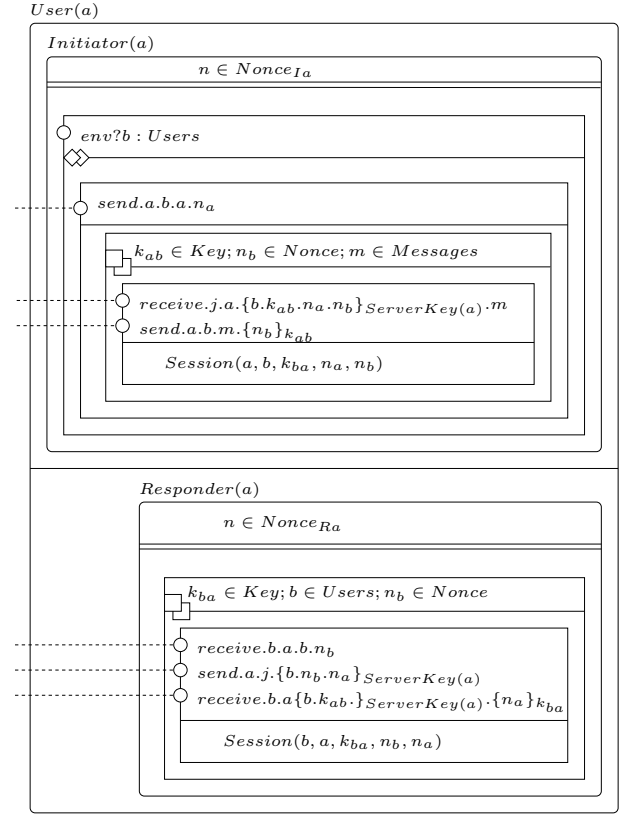 User(a)
Initiator(a)
n ∈ Nonce_{Ia}
env?b : Users
send.a.b.a.n_a
k_{ab} ∈ Key; n_b ∈ Nonce; m ∈ Messages
receive.j.a.{b.k_{ab}.n_a.n_b}_{ServerKey(a)}.m
send.a.b.m.{n_b}_{k_{ab}}
Session(a, b, k_{ba}, n_a, n_b)
Responder(a)
n ∈ Nonce_{Ra}
k_{ba} ∈ Key; b ∈ Users; n_b ∈ Nonce
receive.b.a.b.n_b
send.a.j.{b.n_b.n_a}_{ServerKey(a)}
receive.b.a{b.k_{ab}.}_{ServerKey(a)}.{n_a}_{k_{ba}}
Session(b, a, k_{ba}, n_b, n_a)